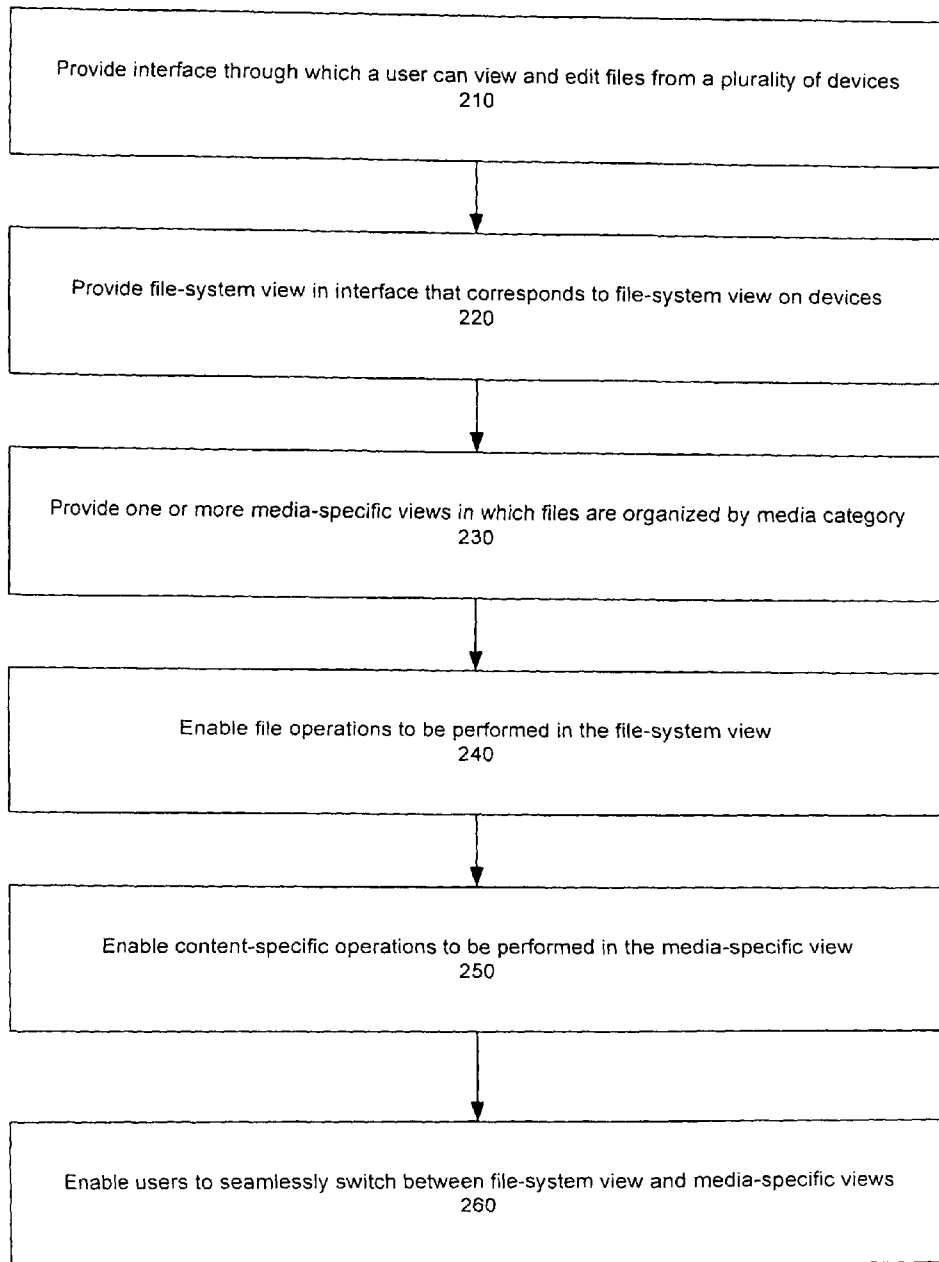 Provide interface through which a user can view and edit files from a plurality of devices
210
Provide file-system view in interface that corresponds to file-system view on devices
220
Provide one or more media-specific views in which files are organized by media category
230
Enable file operations to be performed in the file-system view
240
Enable content-specific operations to be performed in the media-specific view
250
Enable users to seamlessly switch between file-system view and media-specific views
260